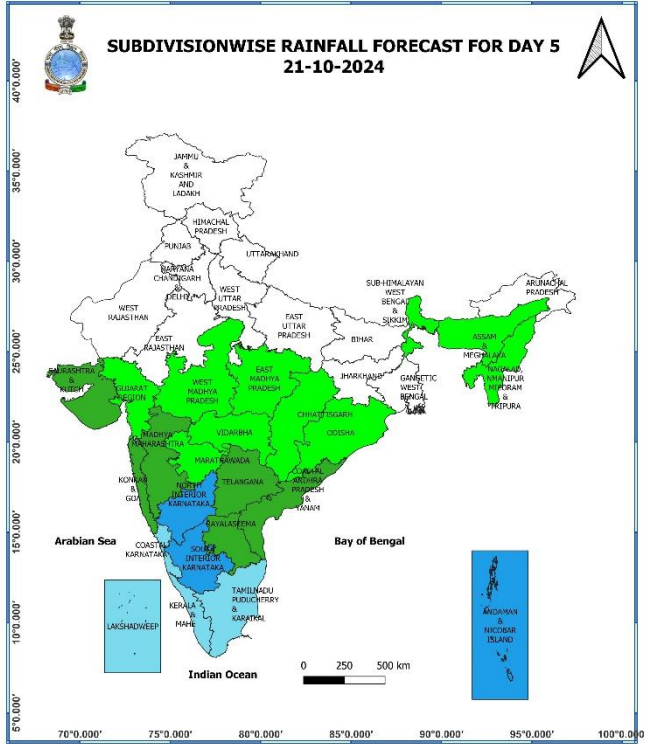 SUBDIVISIONWISE RAINFALL FORECAST FOR DAY 5
21-10-2024
40°0.000'
35°0.000'
30°0.000'
25°0.000'
20°0.000'
15°0.000'
10°0.000'
5°0.000'
JAMMU
&
KASHMIR
AND
LADAKH
HIMACHAL
PRADESH
PUNJAB
UTTARAKHAND
HARYANA
CHANDIGARH
&
DELHI
WEST
UTTAR
PRADESH
WEST
RAJASTHAN
EAST
RAJASTHAN
EAST
UTTAR
PRADESH
SUB-HIMALAYAN
WEST
BENGAL
&
SIKKIM
ARUNACHAL
PRADESH
BIHAR
ASSAM
&
MEGHALAYA
NAGALAND
MANIPUR
MIZORAM
&
TRIPURA
JHARKHAND
GANGETIC
WEST
BENGAL
SAURASHTRA
&
KUTCH
GUJARAT
REGION
WEST
MADHYA
PRADESH
EAST
MADHYA
PRADESH
CHHATTISGARH
ODISHA
VIDARBHA
MADHYA
MAHARASHTRA
MARATHWADA
KONKAN
&
GOA
TELANGANA
COASTAL
ANDHRA
PRADESH
&
YANAM
NORTH
INTERIOR
KARNATAKA
RAYALASEEMA
COASTAL
KARNATAKA
SOUTH
INTERIOR
KARNATAKA
Arabian Sea
Bay of Bengal
TAMILNADU
PUDUCHERRY
&
KARAIKAL
KERALA
&
MAHE
LAKSHADWEEP
ANDAMAN
&
NICOBAR
ISLAND
Indian Ocean
0 250 500 km
70°0.000' 75°0.000' 80°0.000' 85°0.000' 90°0.000' 95°0.000' 100°0.000'